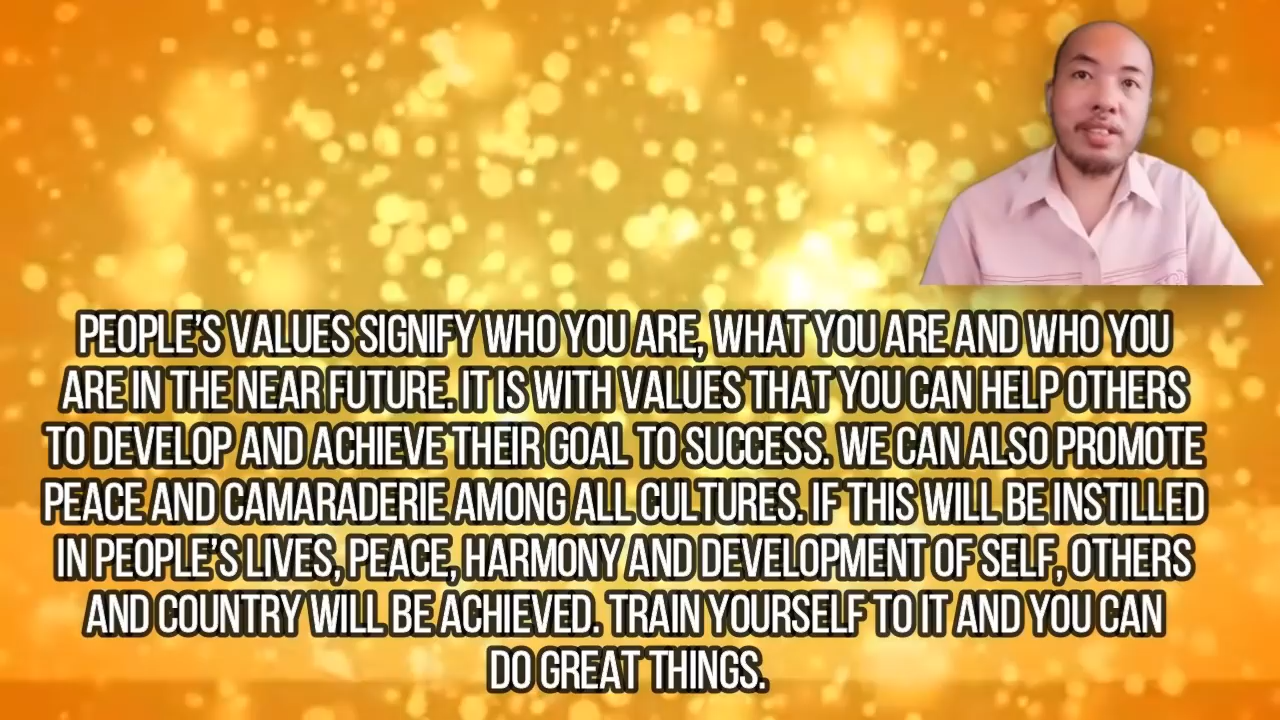 PEOPLE'S VALUES SIGNIFY WHO YOU ARE, WHAT YOU ARE AND WHO YOU
ARE IN THE NEAR FUTURE. IT IS WITH VALUES THAT YOU CAN HELP OTHERS
TO DEVELOP AND ACHIEVE THEIR GOAL TO SUCCESS. WE CAN ALSO PROMOTE
PEACE AND CAMARADERIE AMONG ALL CULTURES. IF THIS WILL BE INSTILLED
IN PEOPLE'S LIVES, PEACE, HARMONY AND DEVELOPMENT OF SELF, OTHERS
AND COUNTRY WILL BE ACHIEVED. TRAIN YOURSELF TO IT AND YOU CAN
DO GREAT THINGS.